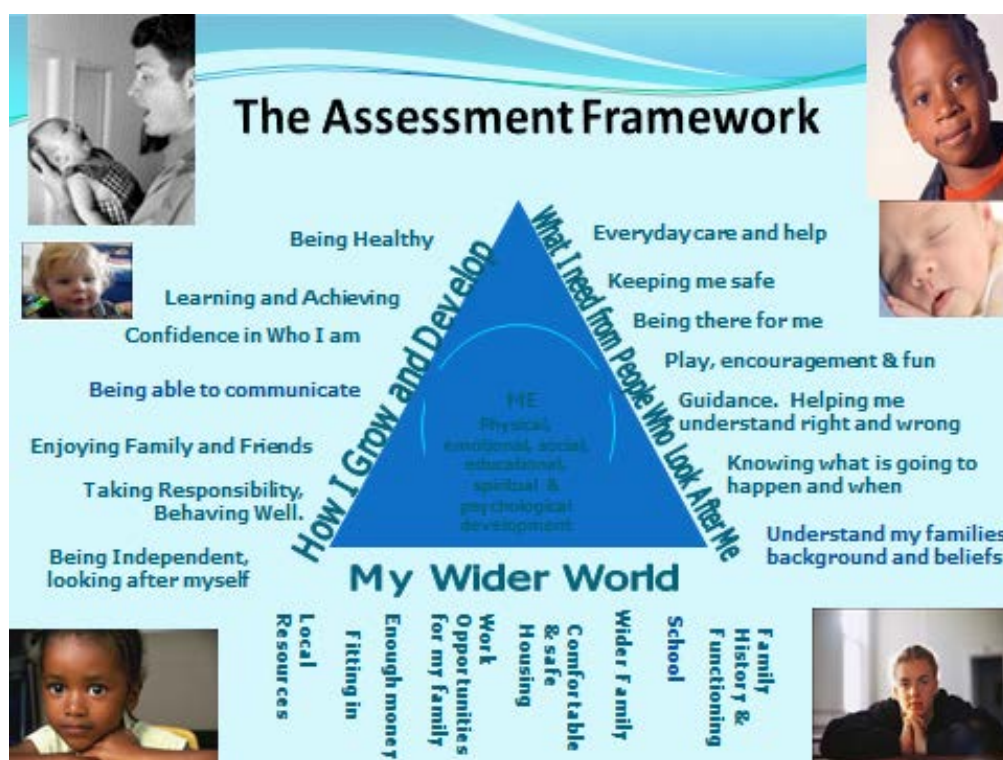 The Assessment Framework
Being Healthy
Learning and Achieving
Confidence in Who I am
Being able to communicate
Enjoying Family and Friends
Taking Responsibility,
Behaving Well.
Being Independent,
looking after myself
How I Grow and Develop
ME
Physical,
emotional, social,
educational,
spiritual &
psychological
development
What I need from People Who Look After Me
Everyday care and help
Keeping me safe
Being there for me
Play, encouragement & fun
Guidance. Helping me
understand right and wrong
Knowing what is going to
happen and when
Understand my families
background and beliefs
My Wider World
Local
Resources
Fitting in
Enough money
Work
Opportunities
for my family
Comfortable
& safe
Housing
Wider Family
School
Family
History &
Functioning